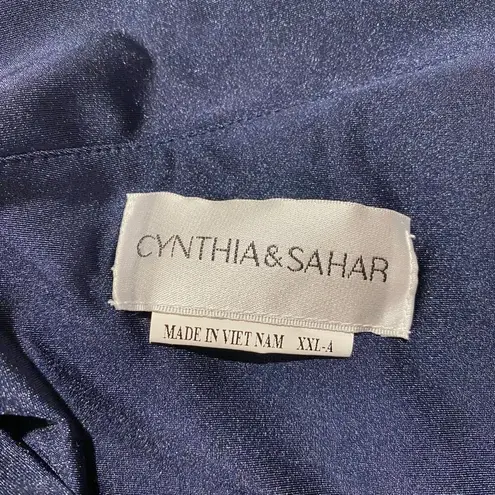 CYNTHIA&SAHAR
MADE IN VIET NAM XXL-A